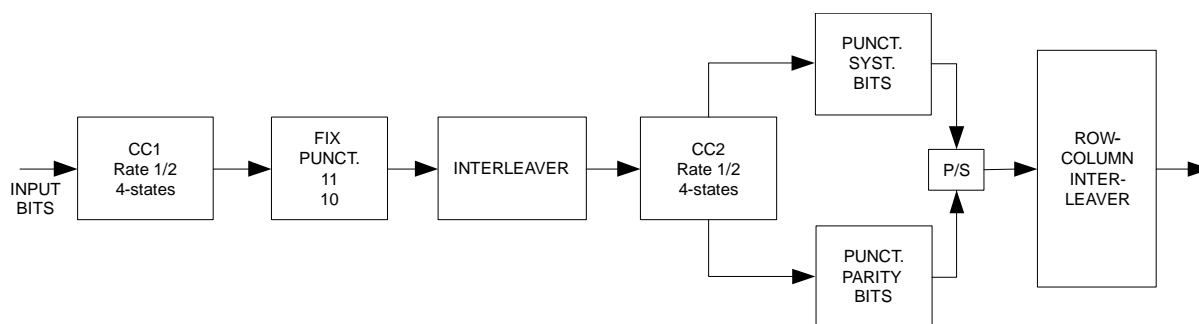 INPUT
BITS
CC1
Rate 1/2
4-states
FIX
PUNCT.
11
10
INTERLEAVER
CC2
Rate 1/2
4-states
PUNCT.
SYST.
BITS
PUNCT.
PARITY
BITS
P/S
ROW-
COLUMN
INTER-
LEAVER